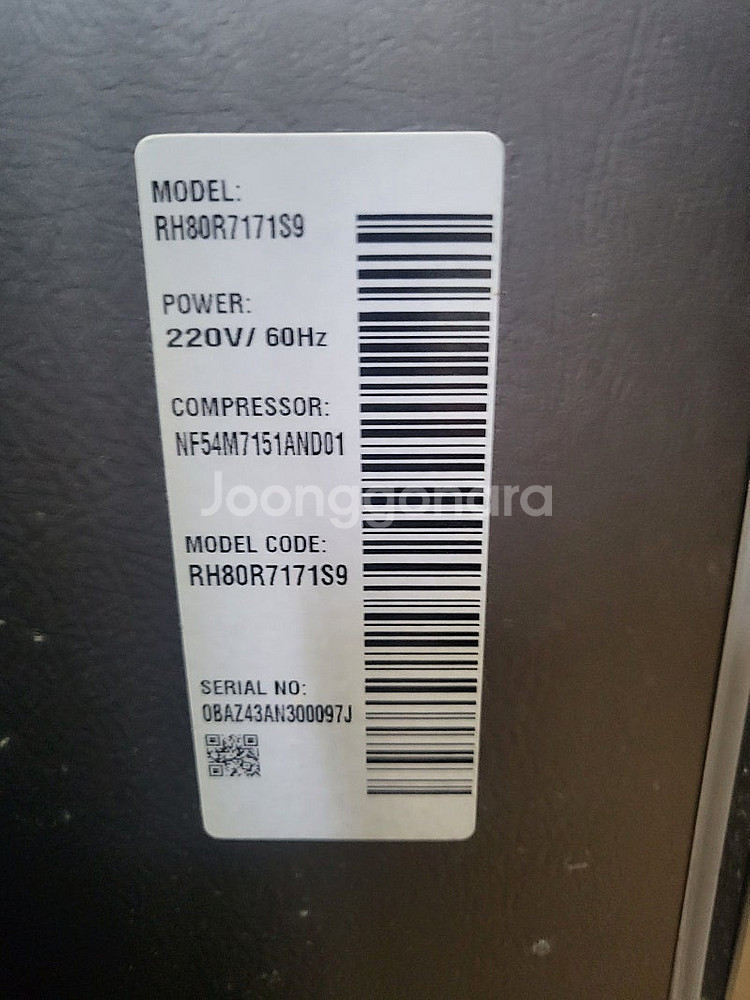 MODEL:
RH80R7171S9
POWER:
220V/ 60Hz
COMPRESSOR:
NF54M7151AND01
Joonggonara
MODEL CODE:
RH80R7171S9
SERIAL NO:
0BAZ43AN300097J